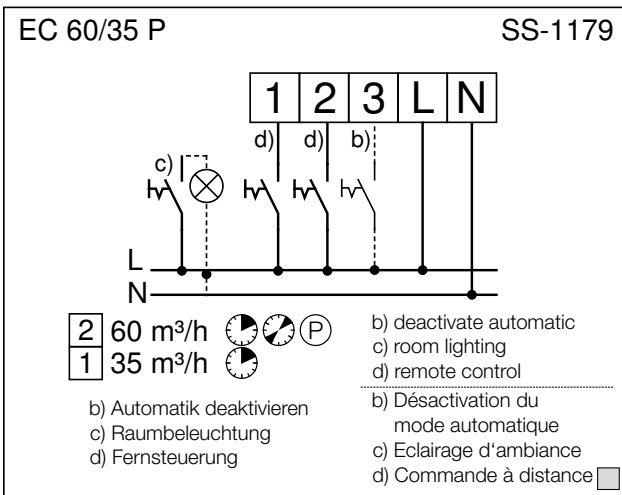 EC 60/35 P SS-1179
1 2 3 L N
d) d) b)
c)
L
N
2 60 m³/h P
1 35 m³/h
b) Automatik deaktivieren
c) Raumbeleuchtung
d) Fernsteuerung
b) deactivate automatic
c) room lighting
d) remote control
b) Désactivation du
mode automatique
c) Eclairage d‘ambiance
d) Commande à distance